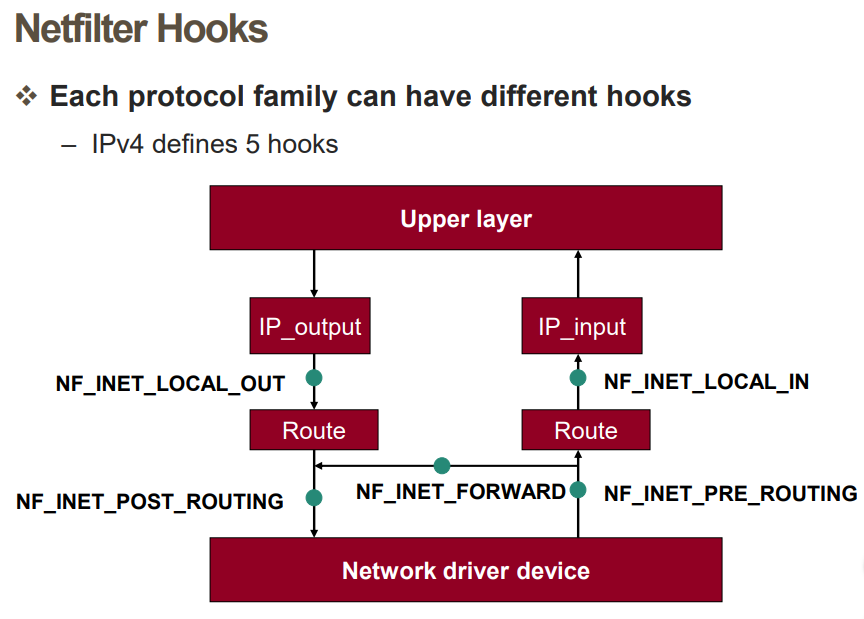 Netfilter Hooks
❖ Each protocol family can have different hooks
– IPv4 defines 5 hooks
Upper layer
IP_output
IP_input
NF_INET_LOCAL_OUT
NF_INET_LOCAL_IN
Route
Route
NF_INET_POST_ROUTING
NF_INET_FORWARD
NF_INET_PRE_ROUTING
Network driver device